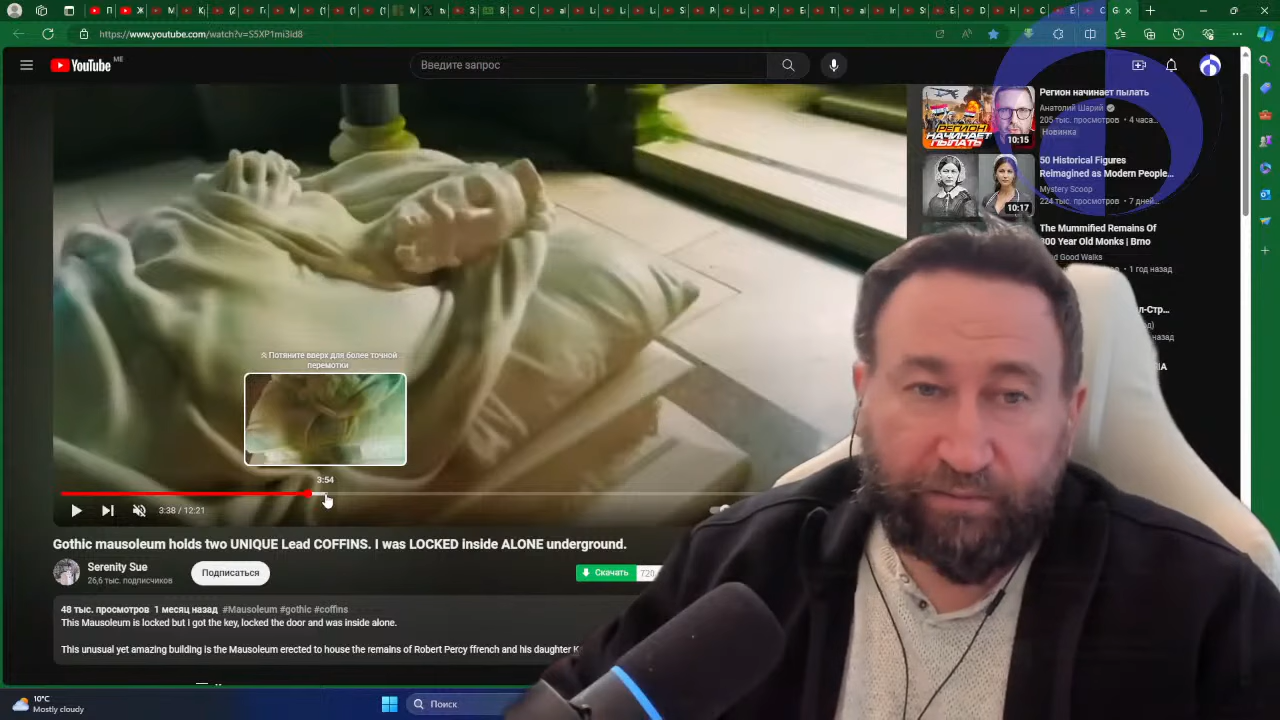 https://www.youtube.com/watch?v=S5XP1mi3ld8
YouTube ME
Введите запрос
Регион начинает пылать
Анатолий Шарий
205 тыс. просмотров • 4 часа...
Новинка
РЕГИОН
НАЧИНАЕТ
ПЫЛАТЬ
10:15
50 Historical Figures
Reimagined as Modern People...
Mystery Scoop
224 тыс. просмотров • 7 дней...
10:17
The Mummified Remains Of
300 Year Old Monks | Brno
Good Walks
• 1 год назад
назад
Потяните вверх для более точной
перемотки
3:54
3:38 / 12:21
Gothic mausoleum holds two UNIQUE Lead COFFINS. I was LOCKED inside ALONE underground.
Serenity Sue
26,6 тыс. подписчиков
Подписаться
Скачать
720
48 тыс. просмотров 1 месяц назад #Mausoleum #gothic #coffins
This Mausoleum is locked but I got the key, locked the door and was inside alone.
This unusual yet amazing building is the Mausoleum erected to house the remains of Robert Percy ffrench and his daughter
10°C
Mostly cloudy
Поиск